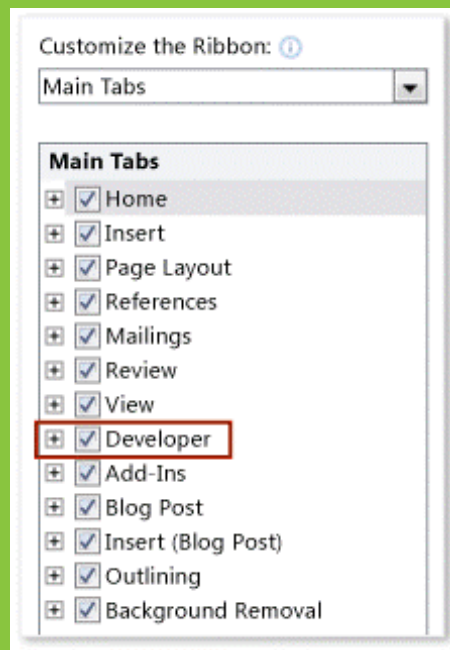 Customize the Ribbon:
Main Tabs
Main Tabs
Home
Insert
Page Layout
References
Mailings
Review
View
Developer
Add-Ins
Blog Post
Insert (Blog Post)
Outlining
Background Removal